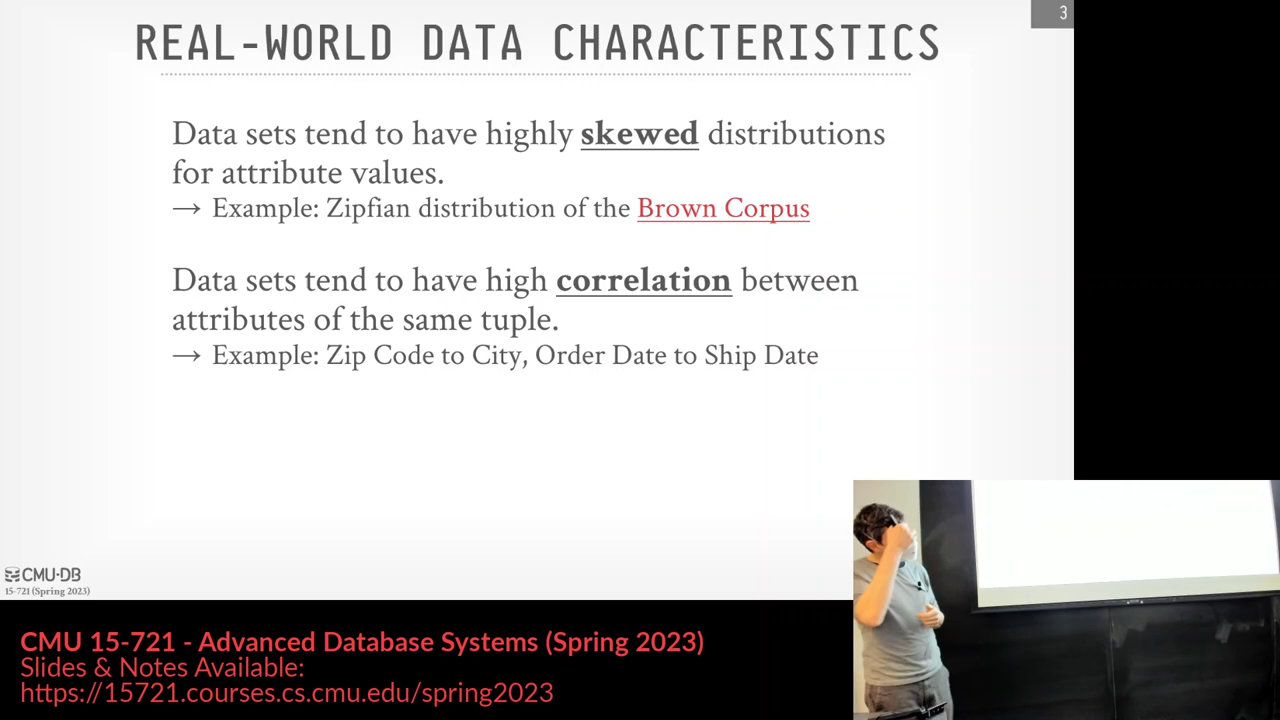 3
REAL-WORLD DATA CHARACTERISTICS
Data sets tend to have highly skewed distributions
for attribute values.
→ Example: Zipfian distribution of the Brown Corpus
Data sets tend to have high correlation between
attributes of the same tuple.
→ Example: Zip Code to City, Order Date to Ship Date
CMU·DB
15-721 (Spring 2023)
CMU 15-721 - Advanced Database Systems (Spring 2023)
Slides & Notes Available:
https://15721.courses.cs.cmu.edu/spring2023